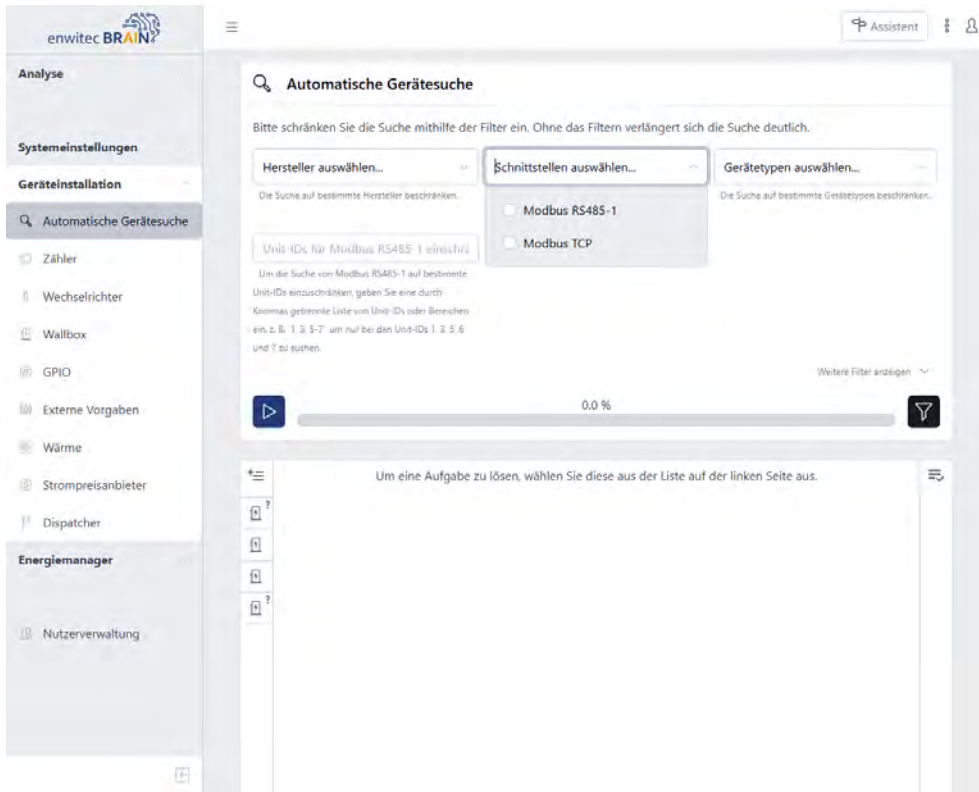 enwitec BRAIN?
Assistent
Analyse
Systemeinstellungen
Geräteinstallation
Automatische Gerätesuche
Zähler
Wechselrichter
Wallbox
GPIO
Externe Vorgaben
Wärme
Strompreisanbieter
Dispatcher
Energiemanager
Nutzerverwaltung
Automatische Gerätesuche
Bitte schränken Sie die Suche mithilfe der Filter ein. Ohne das Filtern verlängert sich die Suche deutlich.
Hersteller auswählen...
Die Suche auf bestimmte Hersteller beschränken.
Schnittstellen auswählen...
Modbus RS485-1
Modbus TCP
Gerätetypen auswählen...
Die Suche auf bestimmte Gerätetypen beschränken.
Unit-IDs für Modbus RS485-1 einschrä
Um die Suche von Modbus RS485-1 auf bestimmte
Unit-IDs einzuschränken, geben Sie eine durch
Kommas getrennte Liste von Unit-IDs oder Bereichen
ein, z. B. '1, 3, 5-7' um nur bei den Unit-IDs 1, 3, 5, 6
und 7 zu suchen.
Weitere Filter anzeigen
0.0 %
Um eine Aufgabe zu lösen, wählen Sie diese aus der Liste auf der linken Seite aus.
?
?